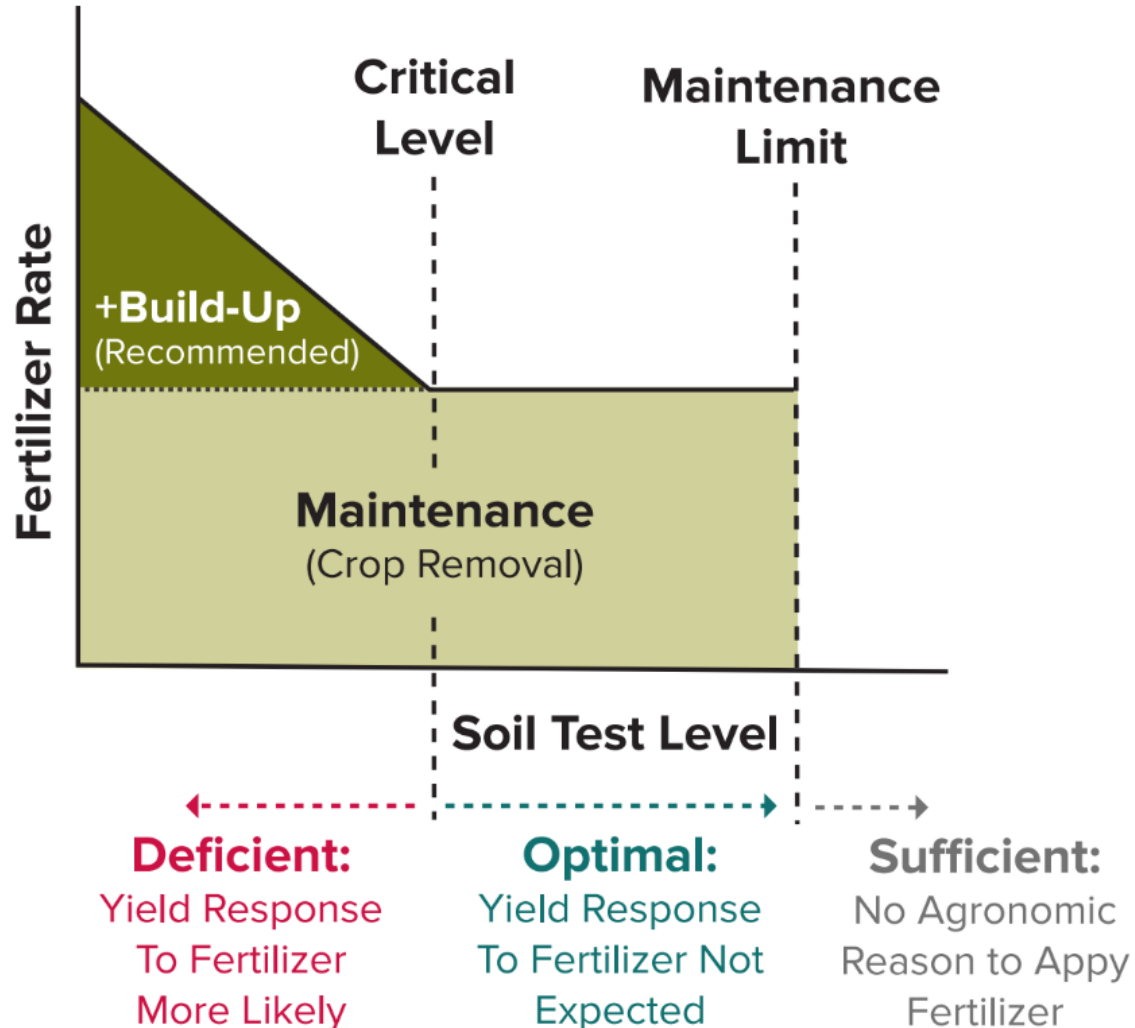 Critical
Level
Maintenance
Limit
Fertilizer Rate
+Build-Up
(Recommended)
Maintenance
(Crop Removal)
Soil Test Level
Deficient:
Yield Response
To Fertilizer
More Likely
Optimal:
Yield Response
To Fertilizer Not
Expected
Sufficient:
No Agronomic
Reason to Appy
Fertilizer